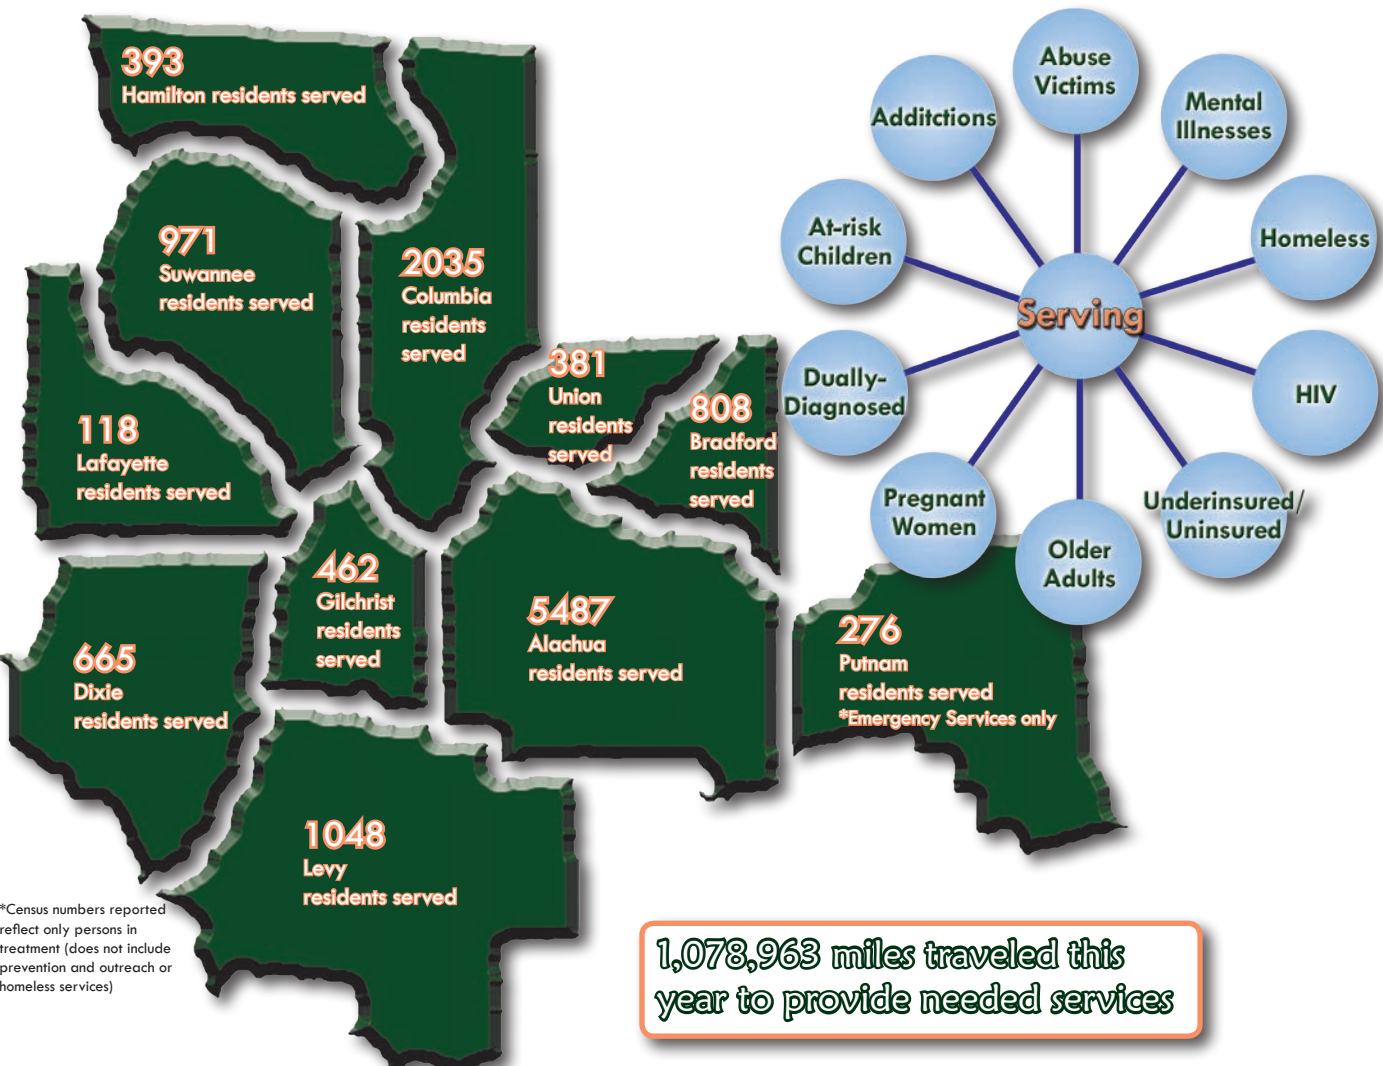 393
Hamilton residents served
971
Suwannee
residents served
2035
Columbia
residents
served
118
Lafayette
residents served
381
Union
residents
served
808
Bradford
residents
served
462
Gilchrist
residents
served
665
Dixie
residents served
5487
Alachua
residents served
276
Putnam
residents served
*Emergency Services only
1048
Levy
residents served
*Census numbers reported
reflect only persons in
treatment (does not include
prevention and outreach or
homeless services)
Serving
Abuse
Victims
Mental
Illnesses
Homeless
HIV
Underinsured/
Uninsured
Older
Adults
Pregnant
Women
Dually-
Diagnosed
At-risk
Children
Additctions
1,078,963 miles traveled this
year to provide needed services